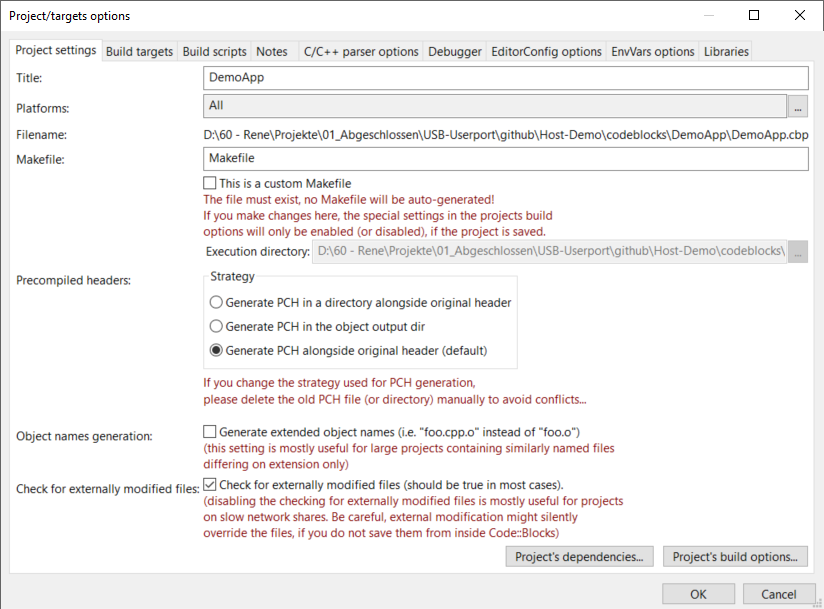 Project/targets options
Project settings
Build targets
Build scripts
Notes
C/C++ parser options
Debugger
EditorConfig options
EnvVars options
Libraries
Title:
DemoApp
Platforms:
All
...
Filename:
D:\60 - Rene\Projekte\01_Abgeschlossen\USB-Userport\github\Host-Demo\codeblocks\DemoApp\DemoApp.cbp
Makefile:
Makefile
This is a custom Makefile
The file must exist, no Makefile will be auto-generated!
If you make changes here, the special settings in the projects build
options will only be enabled (or disabled), if the project is saved.
Execution directory:
D:\60 - Rene\Projekte\01_Abgeschlossen\USB-Userport\github\Host-Demo\codeblocks\
...
Precompiled headers:
Strategy
Generate PCH in a directory alongside original header
Generate PCH in the object output dir
Generate PCH alongside original header (default)
If you change the strategy used for PCH generation,
please delete the old PCH file (or directory) manually to avoid conflicts...
Object names generation:
Generate extended object names (i.e. "foo.cpp.o" instead of "foo.o")
(this setting is mostly useful for large projects containing similarly named files
differing on extension only)
Check for externally modified files:
Check for externally modified files (should be true in most cases).
(disabling the checking for externally modified files is mostly useful for projects
on slow network shares. Be careful, external modification might silently
override the files, if you do not save them from inside Code::Blocks)
Project's dependencies...
Project's build options...
OK
Cancel